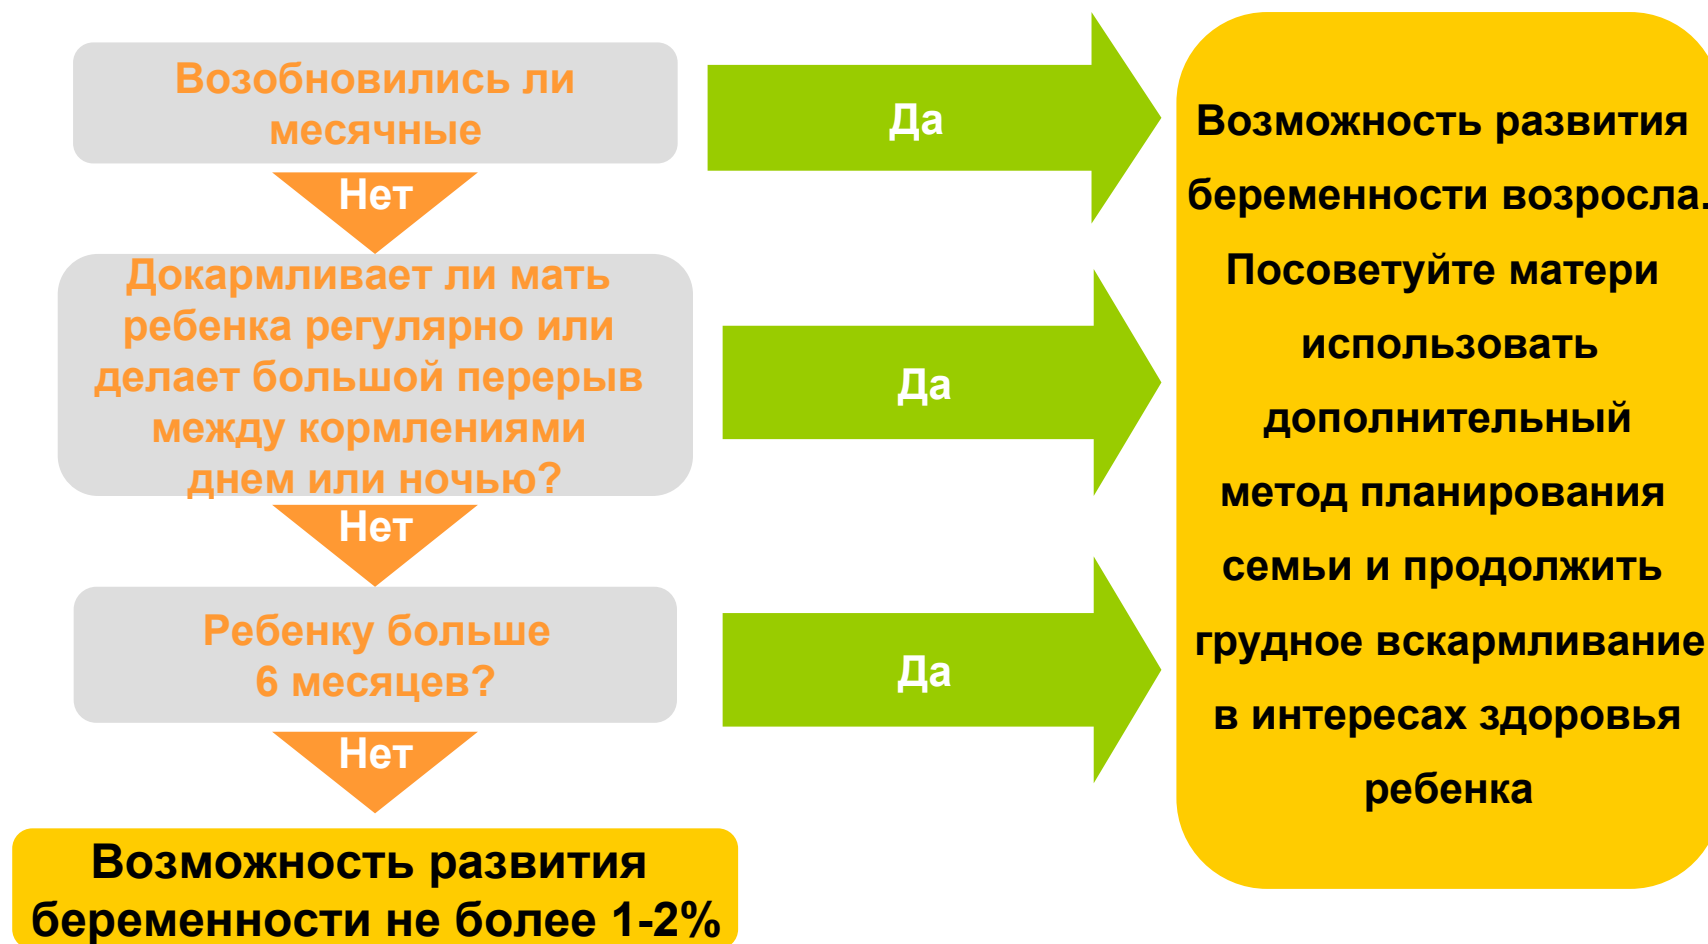 Возобновились ли
месячные
Да
Нет
Докармливает ли мать
ребенка регулярно или
делает большой перерыв
между кормлениями
днем или ночью?
Да
Нет
Ребенку больше
6 месяцев?
Да
Нет
Возможность развития
беременности не более 1-2%
Возможность развития
беременности возросла.
Посоветуйте матери
использовать
дополнительный
метод планирования
семьи и продолжить
грудное вскармливание
в интересах здоровья
ребенка